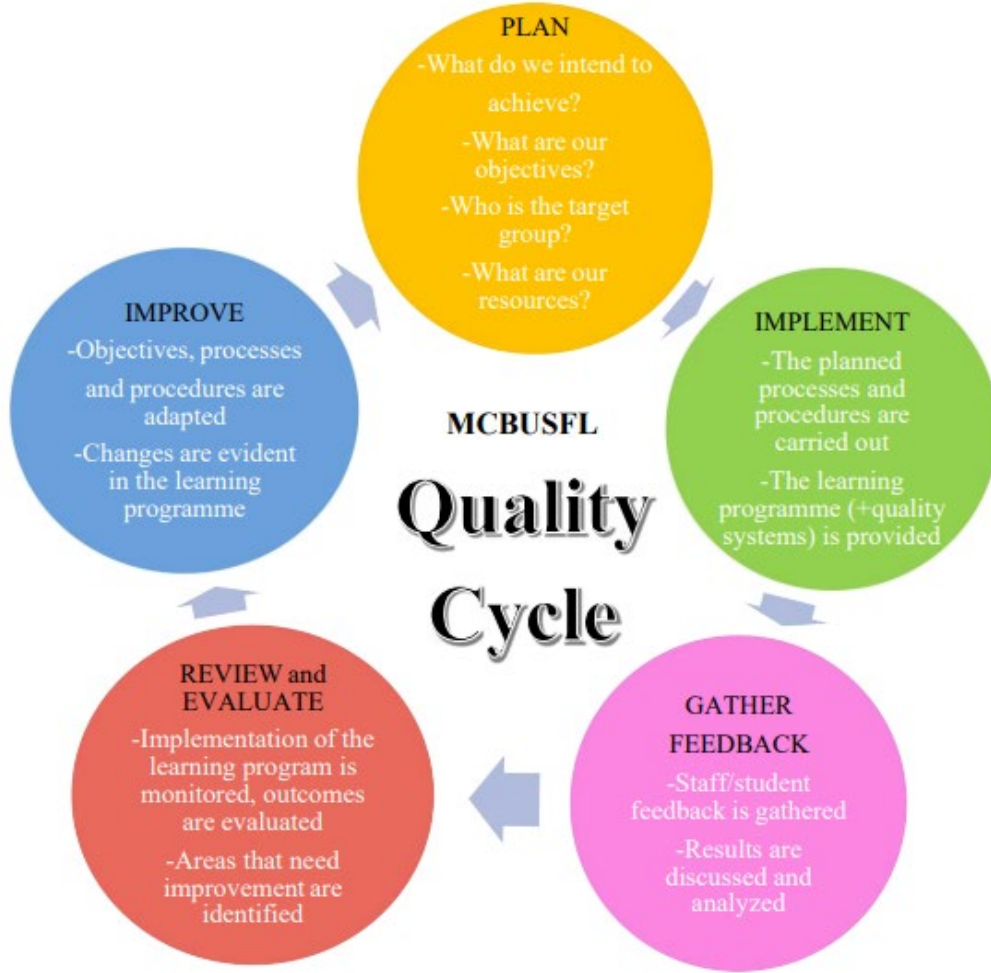 PLAN
-What do we intend to
achieve?
-What are our
objectives?
-Who is the target
group?
-What are our
resources?
IMPLEMENT
-The planned
processes and
procedures are
carried out
-The learning
programme (+quality
systems) is provided
GATHER
FEEDBACK
-Staff/student
feedback is gathered
-Results are
discussed and
analyzed
REVIEW and
EVALUATE
-Implementation of the
learning program is
monitored, outcomes
are evaluated
-Areas that need
improvement are
identified
IMPROVE
-Objectives, processes
and procedures are
adapted
-Changes are evident
in the learning
programme
MCBUSFL
Quality
Cycle